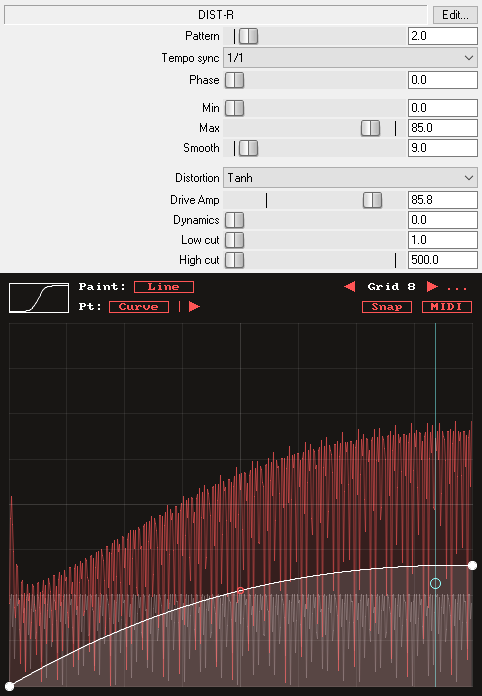 DIST-R Edit...
Pattern 2.0
Tempo sync 1/1
Phase 0.0
Min 0.0
Max 85.0
Smooth 9.0
Distortion Tanh
Drive Amp 85.8
Dynamics 0.0
Low cut 1.0
High cut 500.0
Paint: Line Grid 8 ...
Pt: Curve Snap MIDI